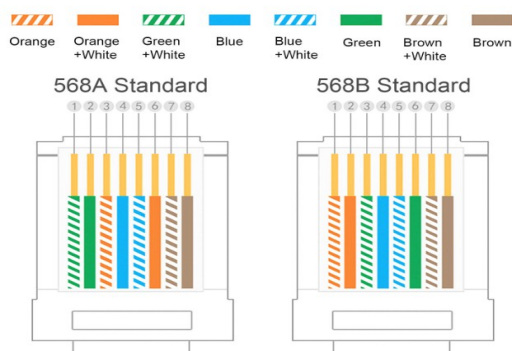 Orange Orange +White Green +White Blue Blue +White Green Brown +White Brown
568A Standard 568B Standard
1 2 3 4 5 6 7 8 1 2 3 4 5 6 7 8